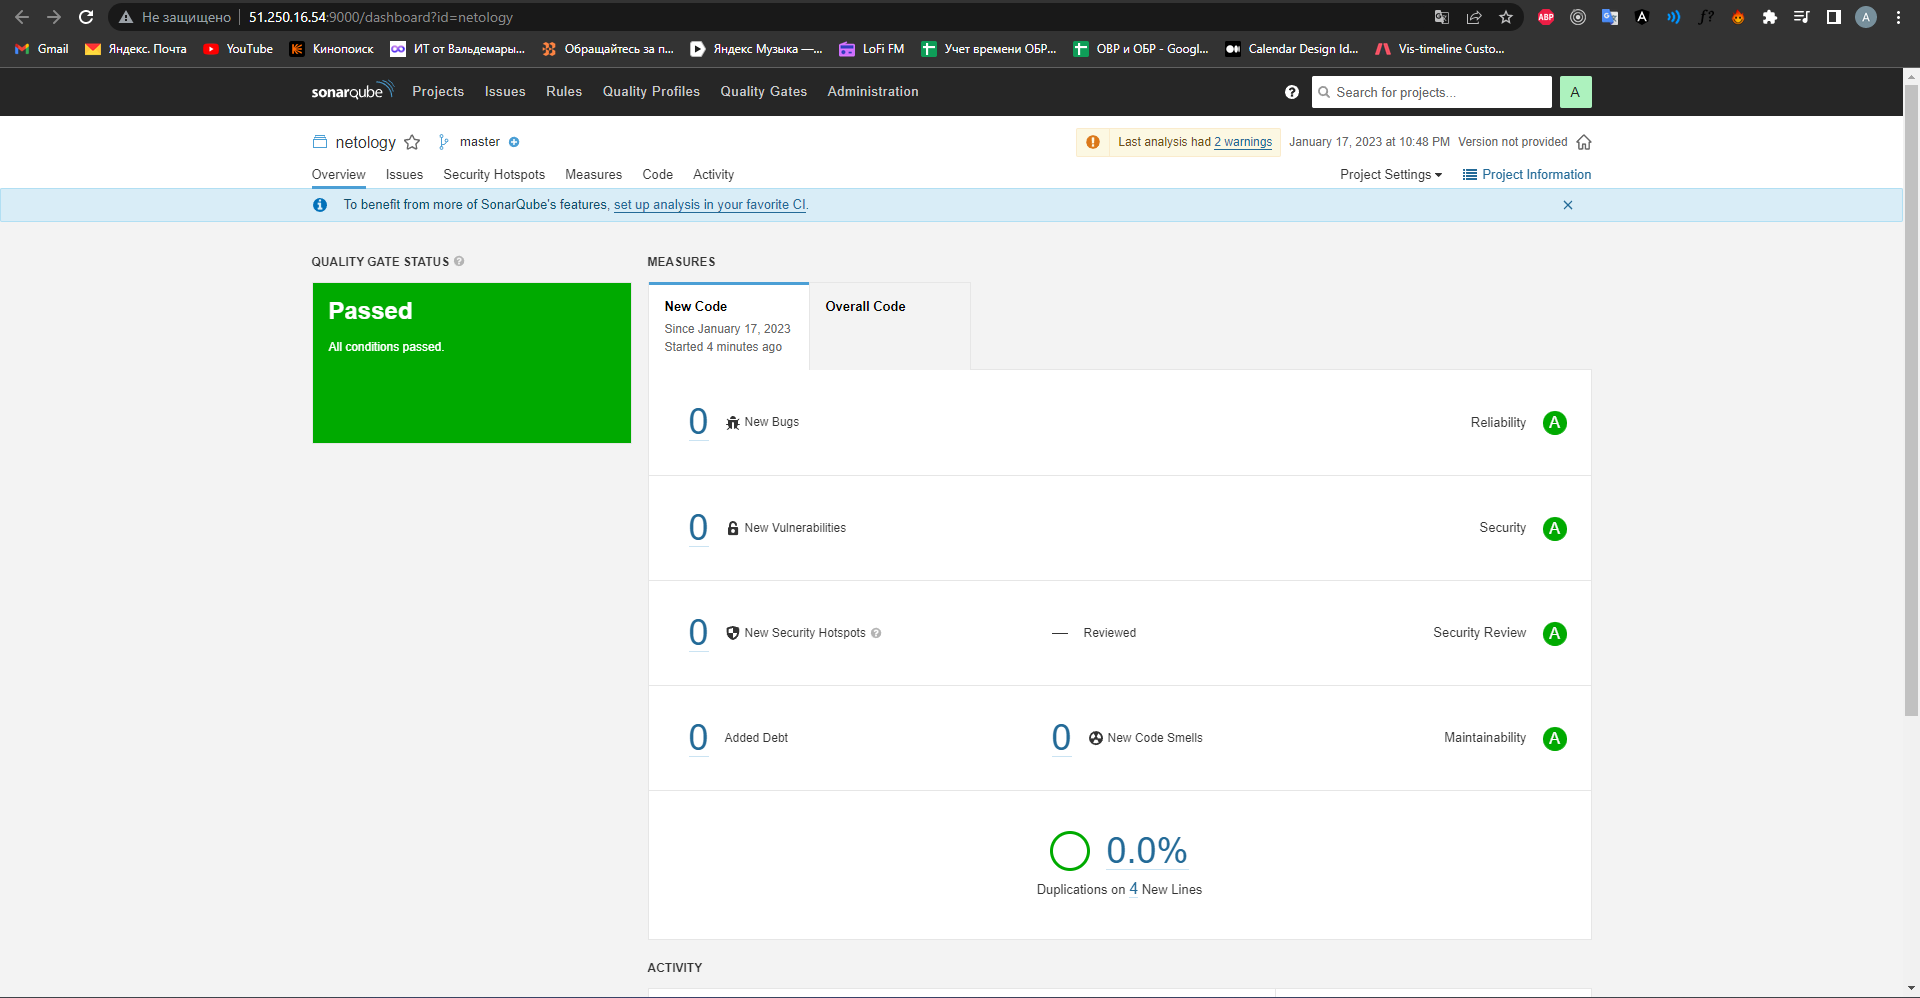 Не защищено 51.250.16.54:9000/dashboard?id=netology
ABP A f? A
Gmail Яндекс. Почта YouTube Кинопоиск ИТ от Вальдемары... Обращайтесь за п... Яндекс Музыка —... LoFi FM Учет времени ОБР... ОВР и ОБР - Googl... Calendar Design Id... Vis-timeline Custo...
sonarqube Projects Issues Rules Quality Profiles Quality Gates Administration Search for projects... A
netology master Last analysis had 2 warnings January 17, 2023 at 10:48 PM Version not provided
Overview Issues Security Hotspots Measures Code Activity Project Settings Project Information
To benefit from more of SonarQube's features, set up analysis in your favorite CI.
QUALITY GATE STATUS
MEASURES
Passed
All conditions passed.
New Code
Since January 17, 2023
Started 4 minutes ago
Overall Code
0 New Bugs Reliability A
0 New Vulnerabilities Security A
0 New Security Hotspots — Reviewed Security Review A
0 Added Debt 0 New Code Smells Maintainability A
0.0%
Duplications on 4 New Lines
ACTIVITY